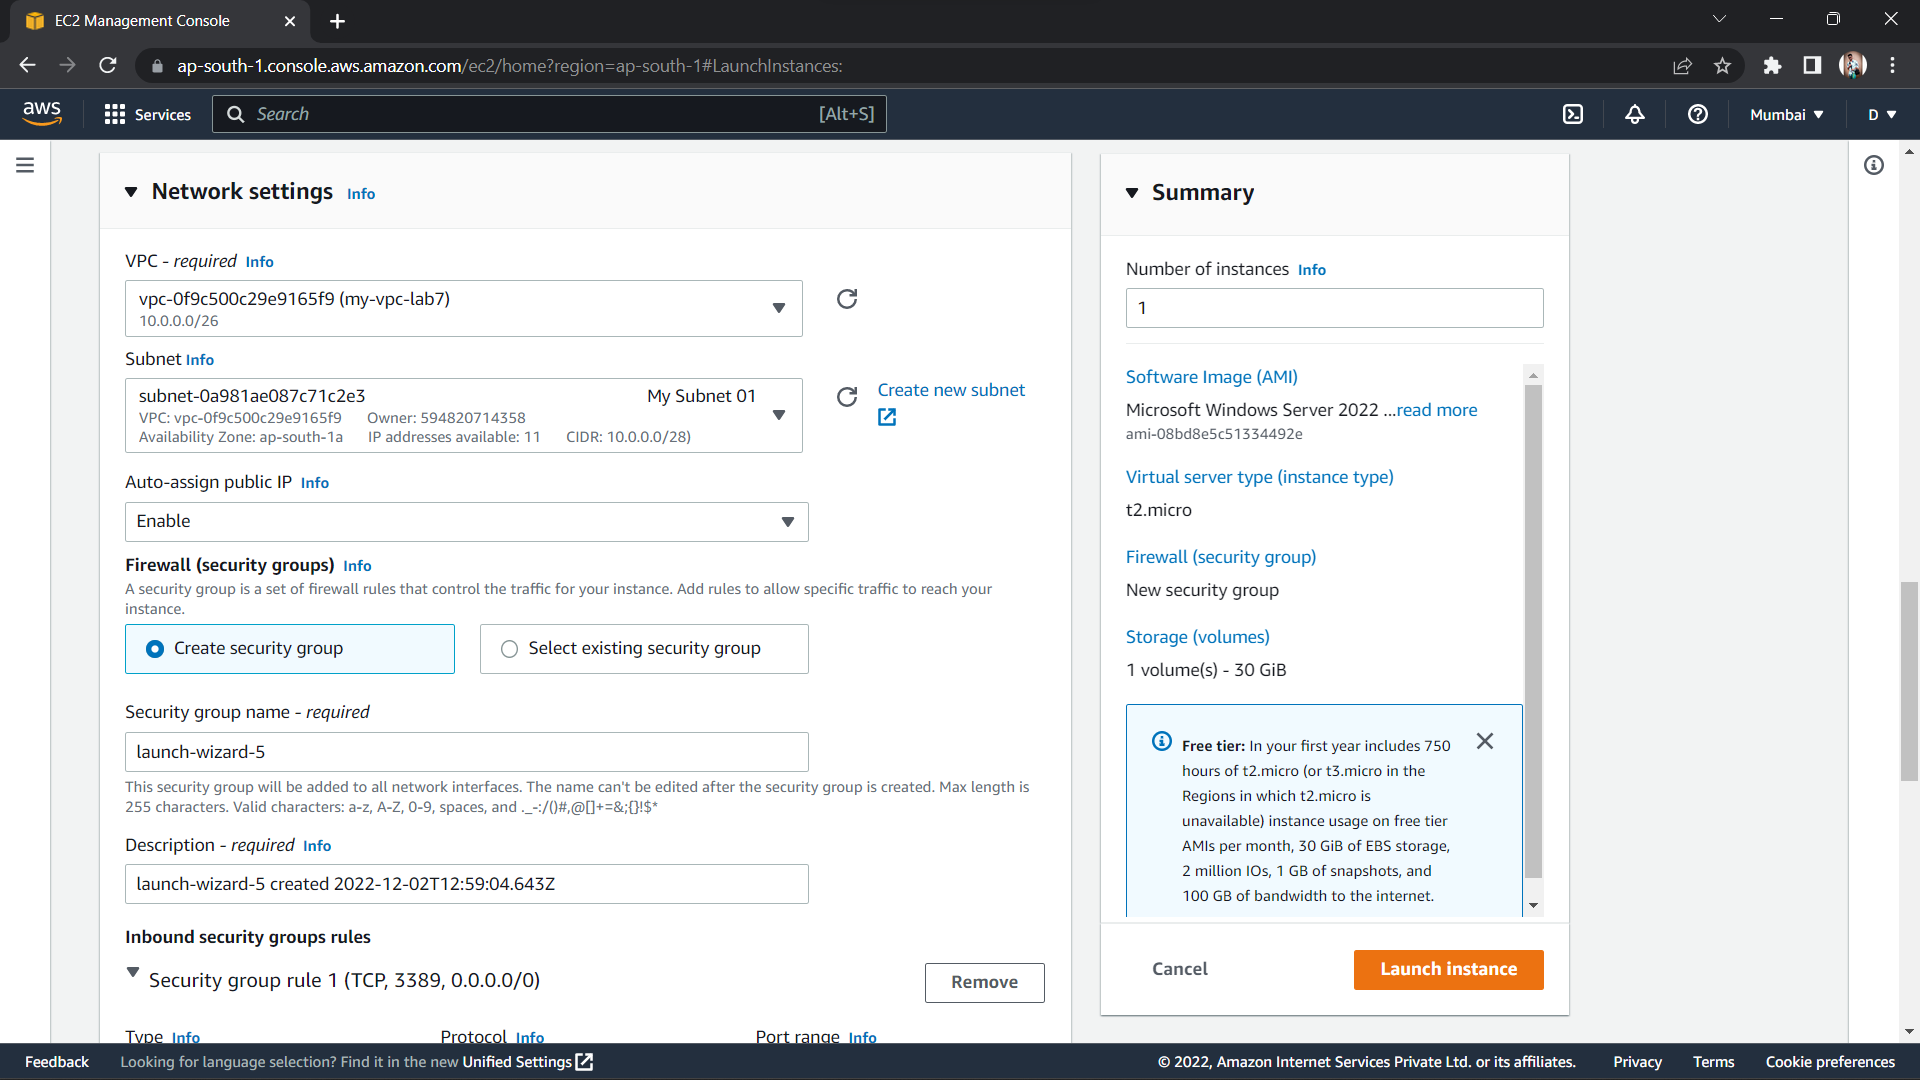 EC2 Management Console
ap-south-1.console.aws.amazon.com/ec2/home?region=ap-south-1#LaunchInstances:
aws
Services
Search
[Alt+S]
Mumbai
D
Network settings Info
VPC - required Info
vpc-0f9c500c29e9165f9 (my-vpc-lab7)
10.0.0.0/26
Subnet Info
subnet-0a981ae087c71c2e3 My Subnet 01
VPC: vpc-0f9c500c29e9165f9 Owner: 594820714358
Availability Zone: ap-south-1a IP addresses available: 11 CIDR: 10.0.0.0/28)
Create new subnet
Auto-assign public IP Info
Enable
Firewall (security groups) Info
A security group is a set of firewall rules that control the traffic for your instance. Add rules to allow specific traffic to reach your
instance.
Create security group
Select existing security group
Security group name - required
launch-wizard-5
This security group will be added to all network interfaces. The name can't be edited after the security group is created. Max length is
255 characters. Valid characters: a-z, A-Z, 0-9, spaces, and ._-:/()#,@[]+=&;{}!$*
Description - required Info
launch-wizard-5 created 2022-12-02T12:59:04.643Z
Inbound security groups rules
Security group rule 1 (TCP, 3389, 0.0.0.0/0)
Remove
Type Info
Protocol Info
Port range Info
Summary
Number of instances Info
1
Software Image (AMI)
Microsoft Windows Server 2022 ...read more
ami-08bd8e5c51334492e
Virtual server type (instance type)
t2.micro
Firewall (security group)
New security group
Storage (volumes)
1 volume(s) - 30 GiB
Free tier: In your first year includes 750
hours of t2.micro (or t3.micro in the
Regions in which t2.micro is
unavailable) instance usage on free tier
AMIs per month, 30 GiB of EBS storage,
2 million IOs, 1 GB of snapshots, and
100 GB of bandwidth to the internet.
Cancel
Launch instance
Feedback
Looking for language selection? Find it in the new Unified Settings
© 2022, Amazon Internet Services Private Ltd. or its affiliates.
Privacy
Terms
Cookie preferences